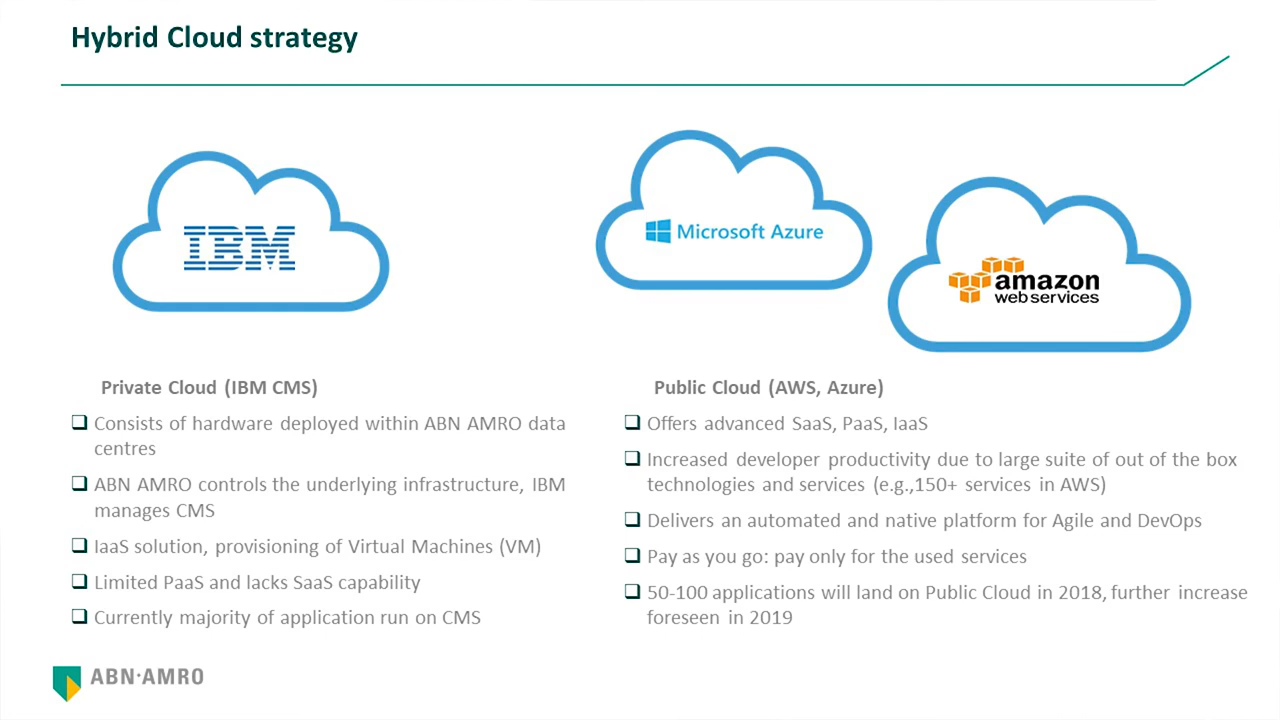 Hybrid Cloud strategy
IBM
Microsoft Azure
amazon
web services
Private Cloud (IBM CMS)
Consists of hardware deployed within ABN AMRO data
centres
ABN AMRO controls the underlying infrastructure, IBM
manages CMS
IaaS solution, provisioning of Virtual Machines (VM)
Limited PaaS and lacks SaaS capability
Currently majority of application run on CMS
Public Cloud (AWS, Azure)
Offers advanced SaaS, PaaS, IaaS
Increased developer productivity due to large suite of out of the box
technologies and services (e.g.,150+ services in AWS)
Delivers an automated and native platform for Agile and DevOps
Pay as you go: pay only for the used services
50-100 applications will land on Public Cloud in 2018, further increase
foreseen in 2019
ABN·AMRO